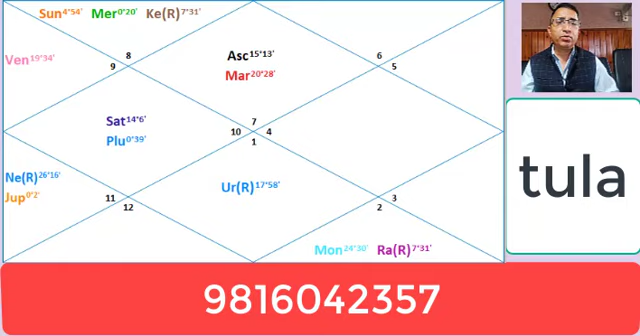 Sun4°54' Mer0°20' Ke(R)7°31'
Ven19°34'
8
9
Asc15°13'
Mar20°28'
6
5
Sat14°6'
Plu0°39'
7
10 4
1
Ne(R)26°16'
Jup0°2'
Ur(R)17°58'
11
12
3
2
Mon24°30' Ra(R)7°31'
tula
9816042357